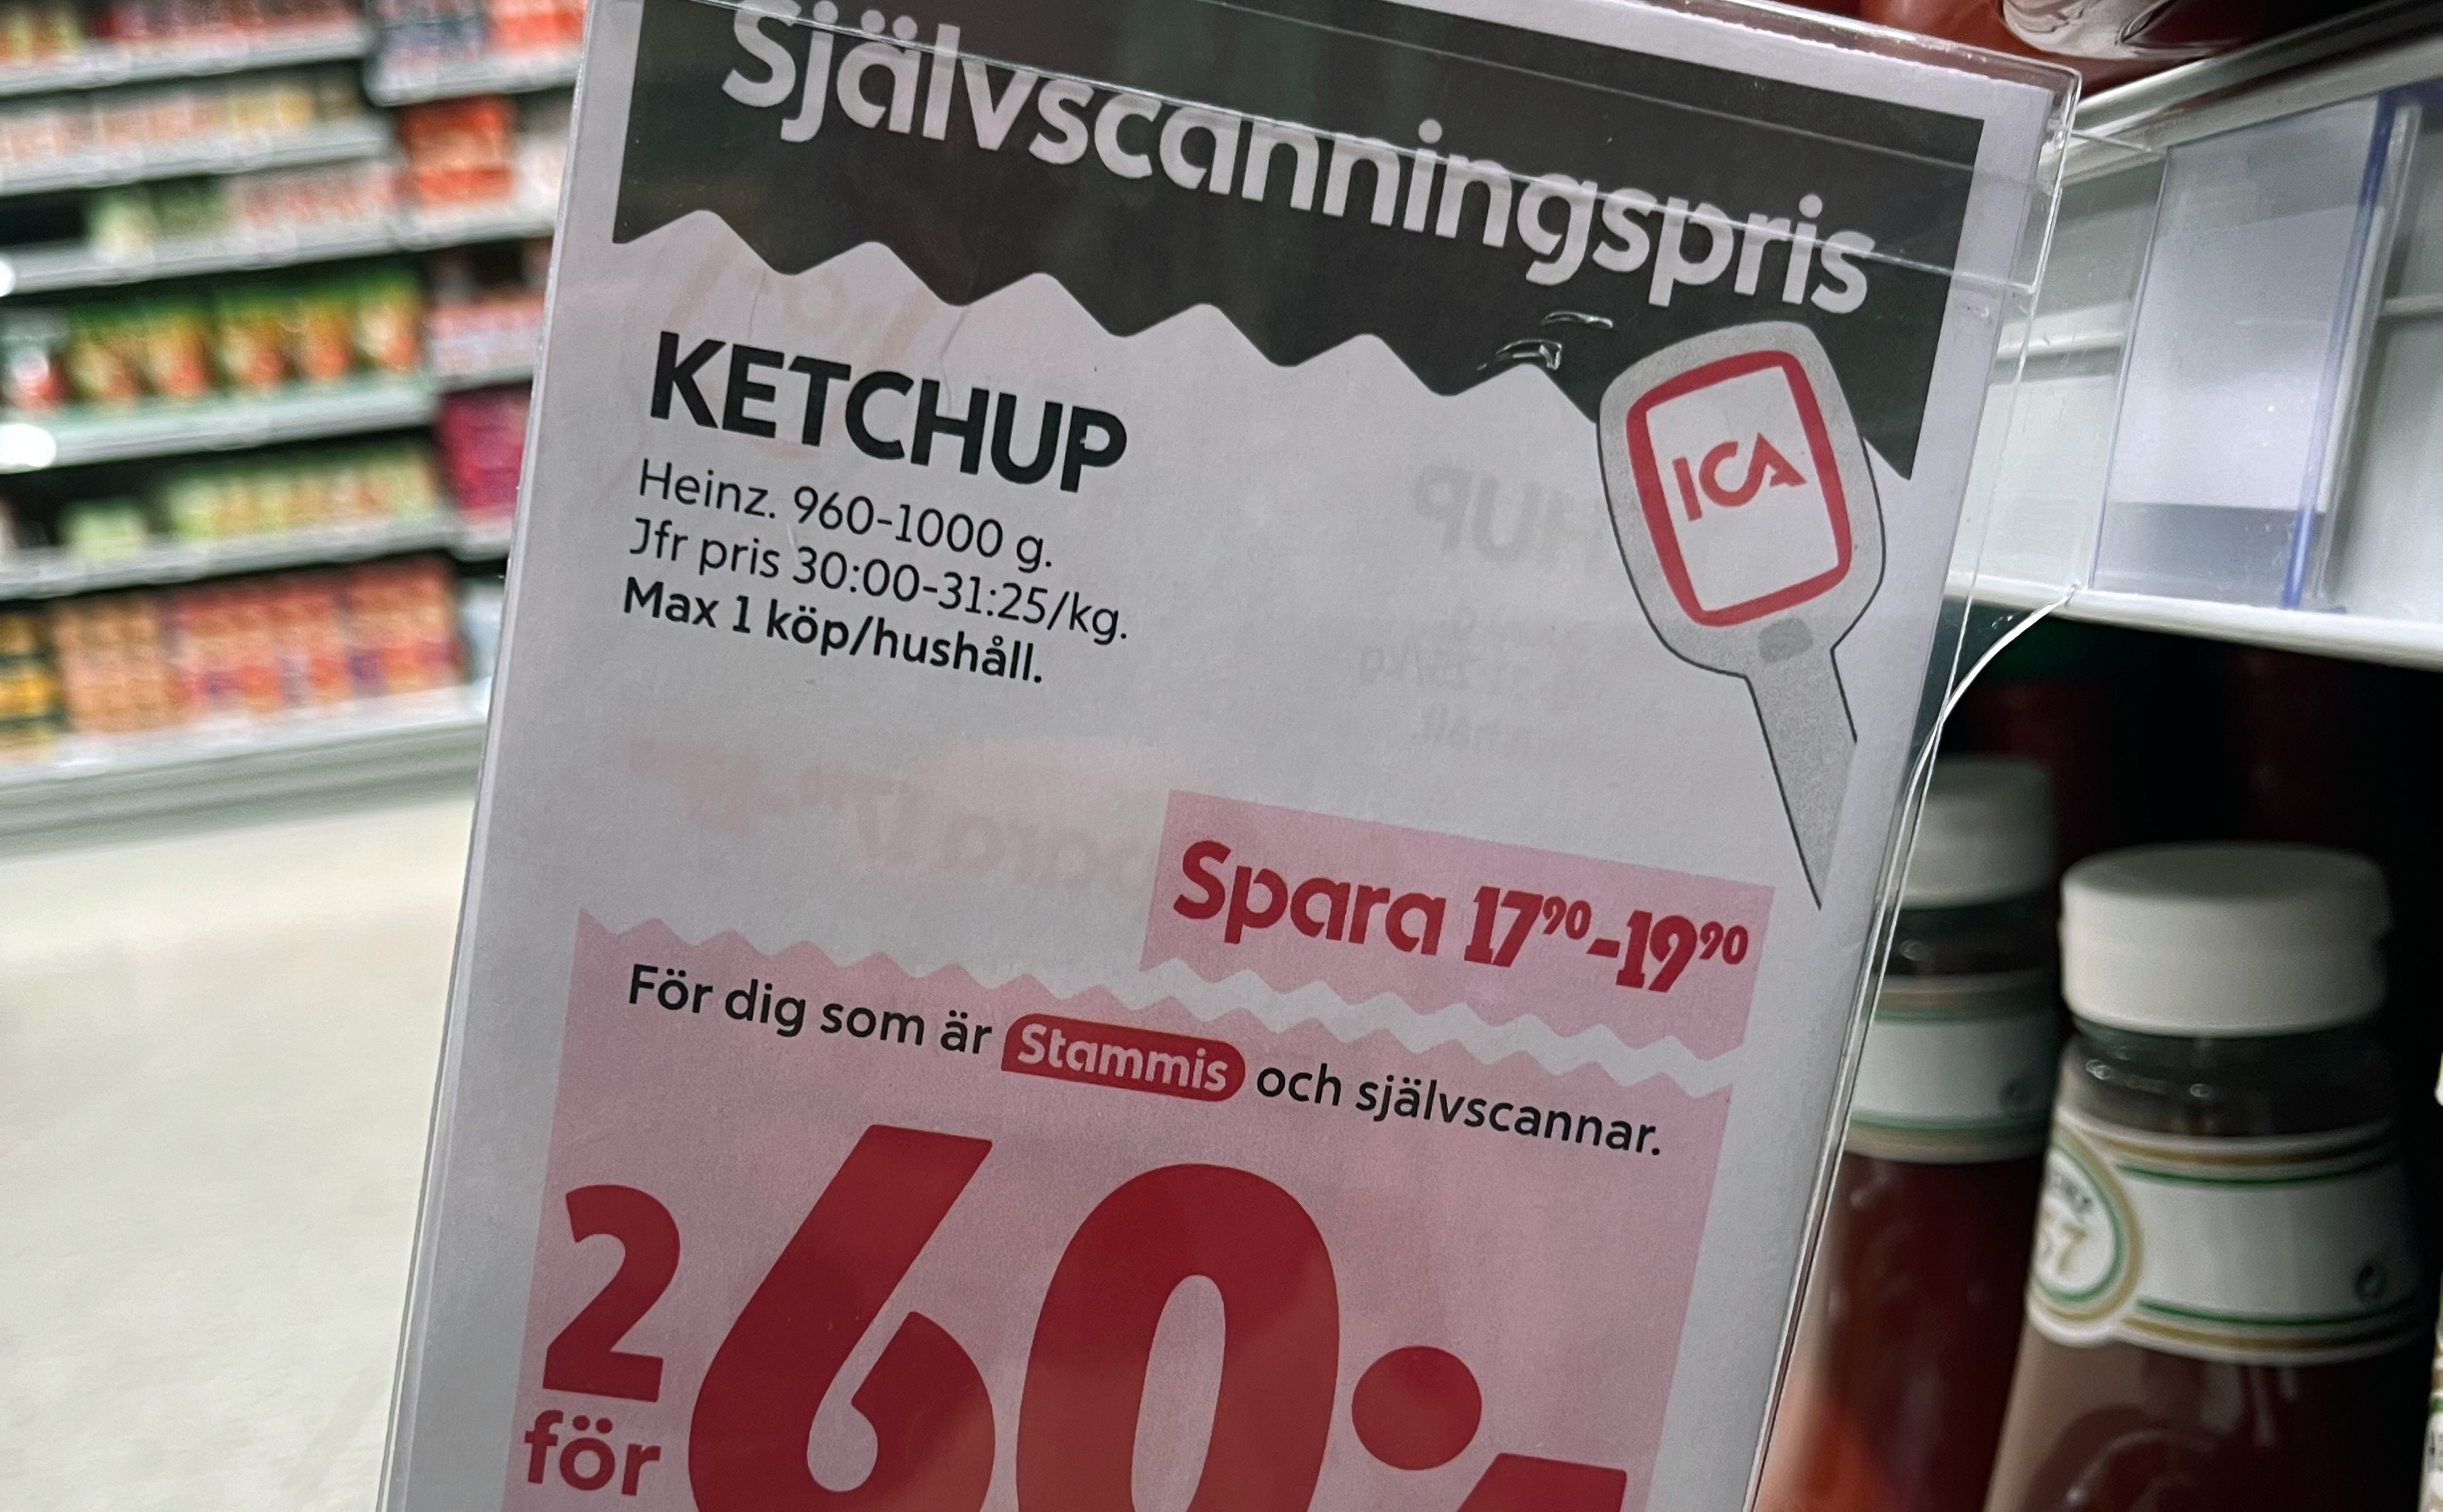 Självscanningspris
ICA
KETCHUP
Heinz. 960-1000 g.
Jfr pris 30:00-31:25/kg.
Max 1 köp/hushåll.
Spara 17⁹⁰-19⁹⁰
För dig som är Stammis och självscannar.
2 för 60:-
57